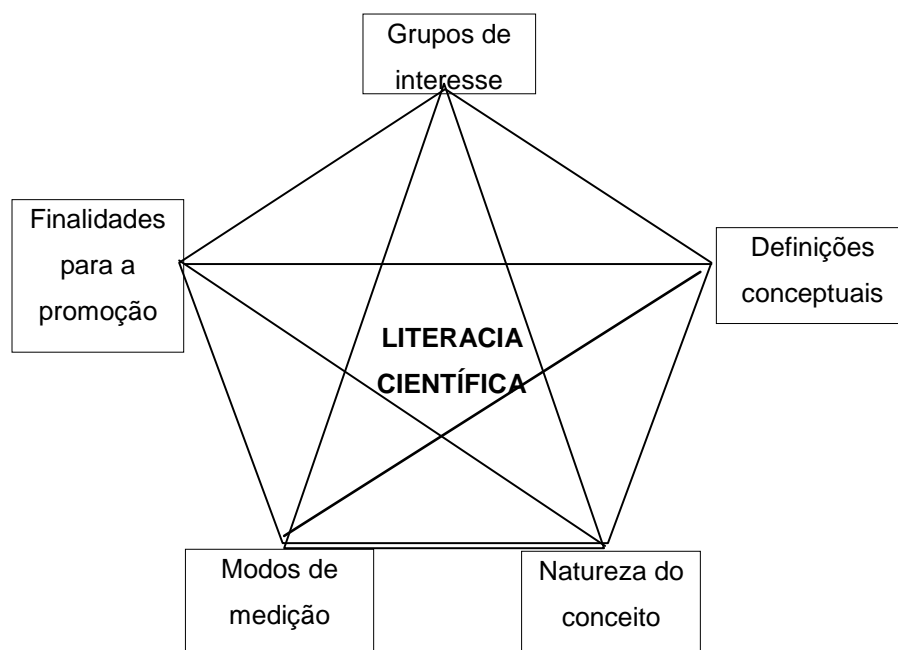 Grupos de
interesse
Finalidades
para a
promoção
Definições
conceptuais
LITERACIA
CIENTÍFICA
Modos de
medição
Natureza do
conceito